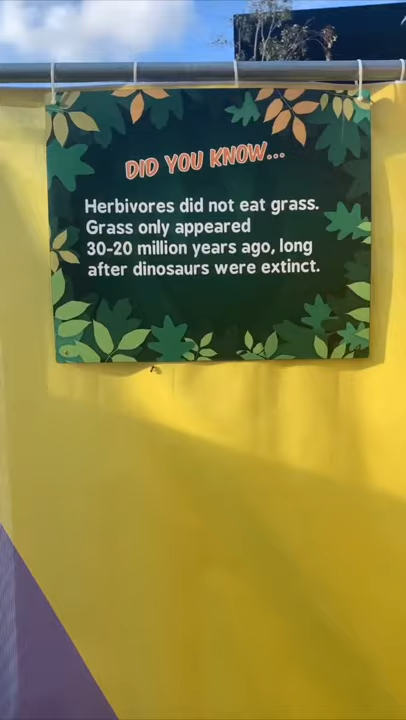 DID YOU KNOW...
Herbivores did not eat grass.
Grass only appeared
30-20 million years ago, long
after dinosaurs were extinct.